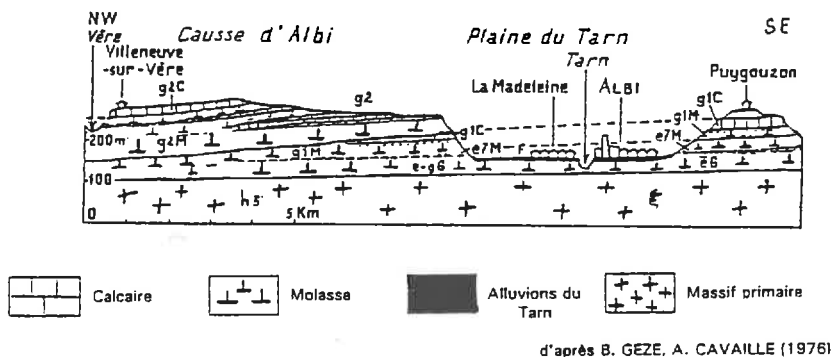 NW
Vére
Causse d'Albi
Plaine du Tarn
SE
Villeneuve
-sur-Vère
Tarn
La Madeleine
ALBI
Puygouzon
g2C
g2
g1C
g1M
g1C
e7M
200m
g2M
g1M
e7M
F
e-g6
e6
100
h5
0
5 Km
Calcaire
Molasse
Alluvions du
Tarn
Massif primaire
d'après B. GEZE, A. CAVAILLE (1976)